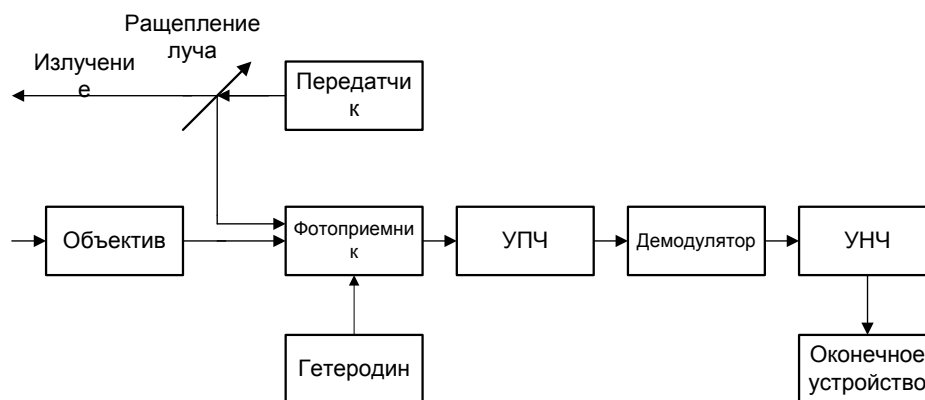 Ращепление
луча
Излучени
е
Передатчи
к
Объектив
Фотоприемни
к
УПЧ
Демодулятор
УНЧ
Гетеродин
Оконечное
устройство